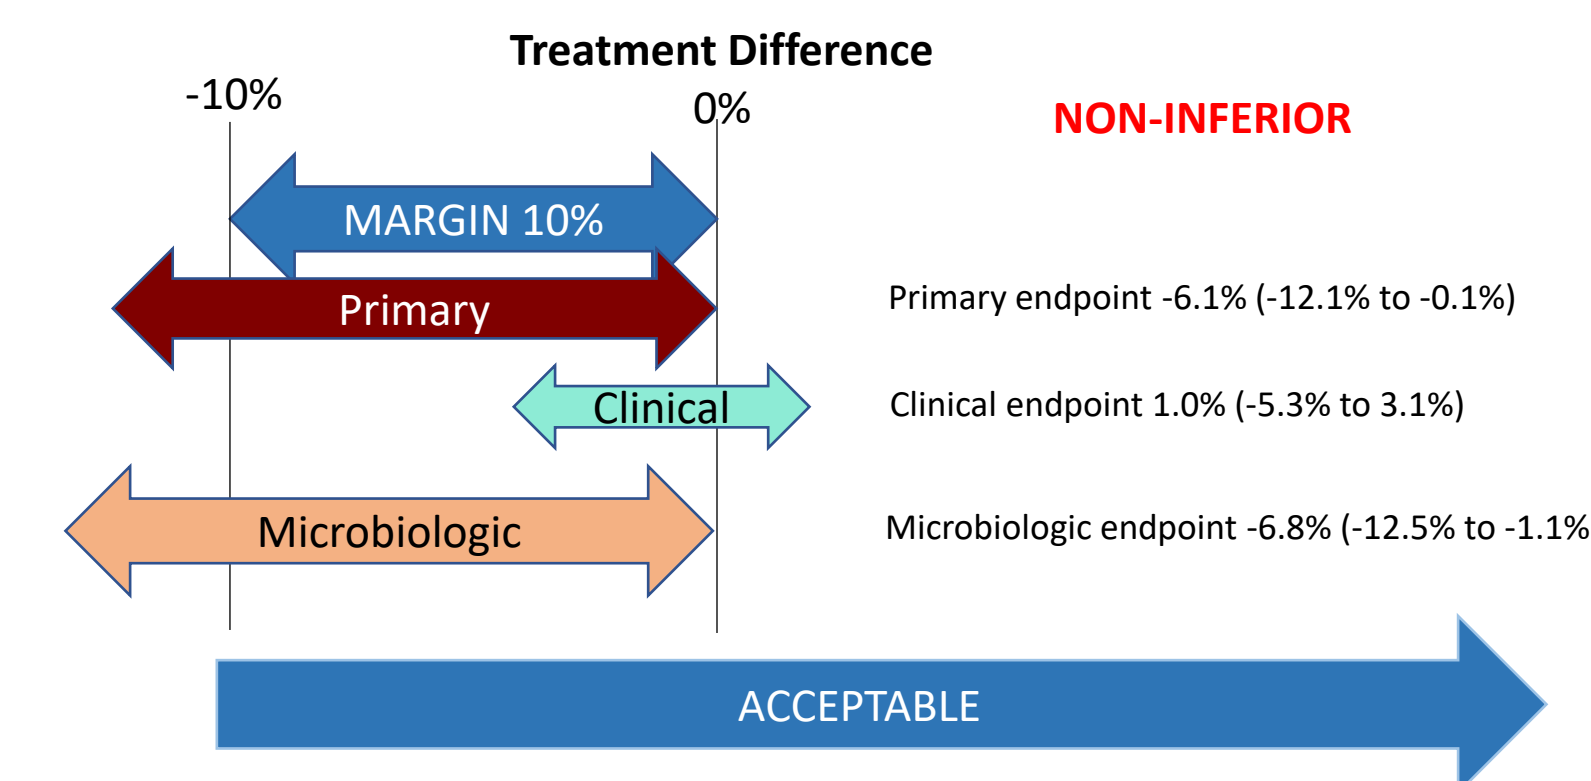 Treatment Difference
-10%
0%
NON-INFERIOR
MARGIN 10%
Primary
Primary endpoint -6.1% (-12.1% to -0.1%)
Clinical
Clinical endpoint 1.0% (-5.3% to 3.1%)
Microbiologic
Microbiologic endpoint -6.8% (-12.5% to -1.1%
ACCEPTABLE